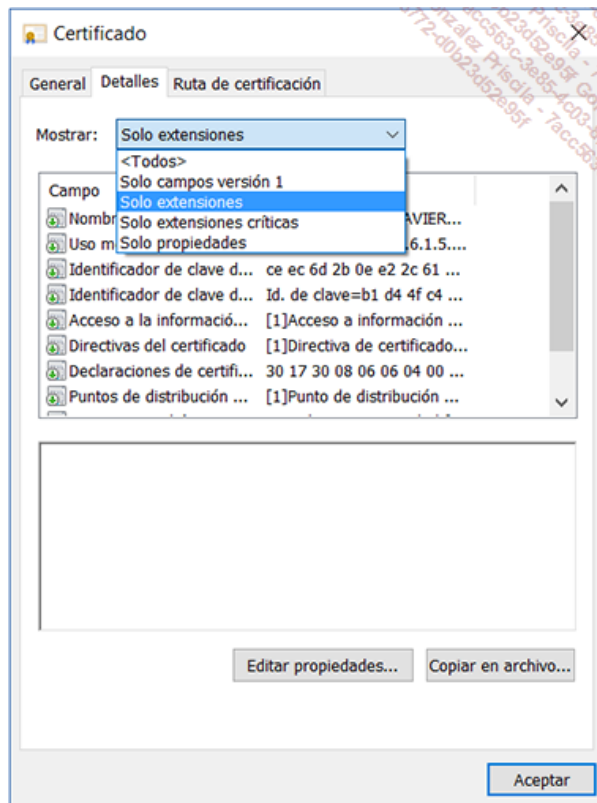 Certificado
General Detalles Ruta de certificación
Mostrar: Solo extensiones
<Todos>
Solo campos versión 1
Solo extensiones
Solo extensiones críticas
Solo propiedades
Campo
Nombr AVIER...
Uso m .6.1.5....
Identificador de clave d... ce ec 6d 2b 0e e2 2c 61 ...
Identificador de clave d... Id. de clave=b1 d4 4f c4 ...
Acceso a la informació... [1]Acceso a información ...
Directivas del certificado [1]Directiva de certificado...
Declaraciones de certifi... 30 17 30 08 06 06 04 00 ...
Puntos de distribución ... [1]Punto de distribución ...
Editar propiedades... Copiar en archivo...
Aceptar